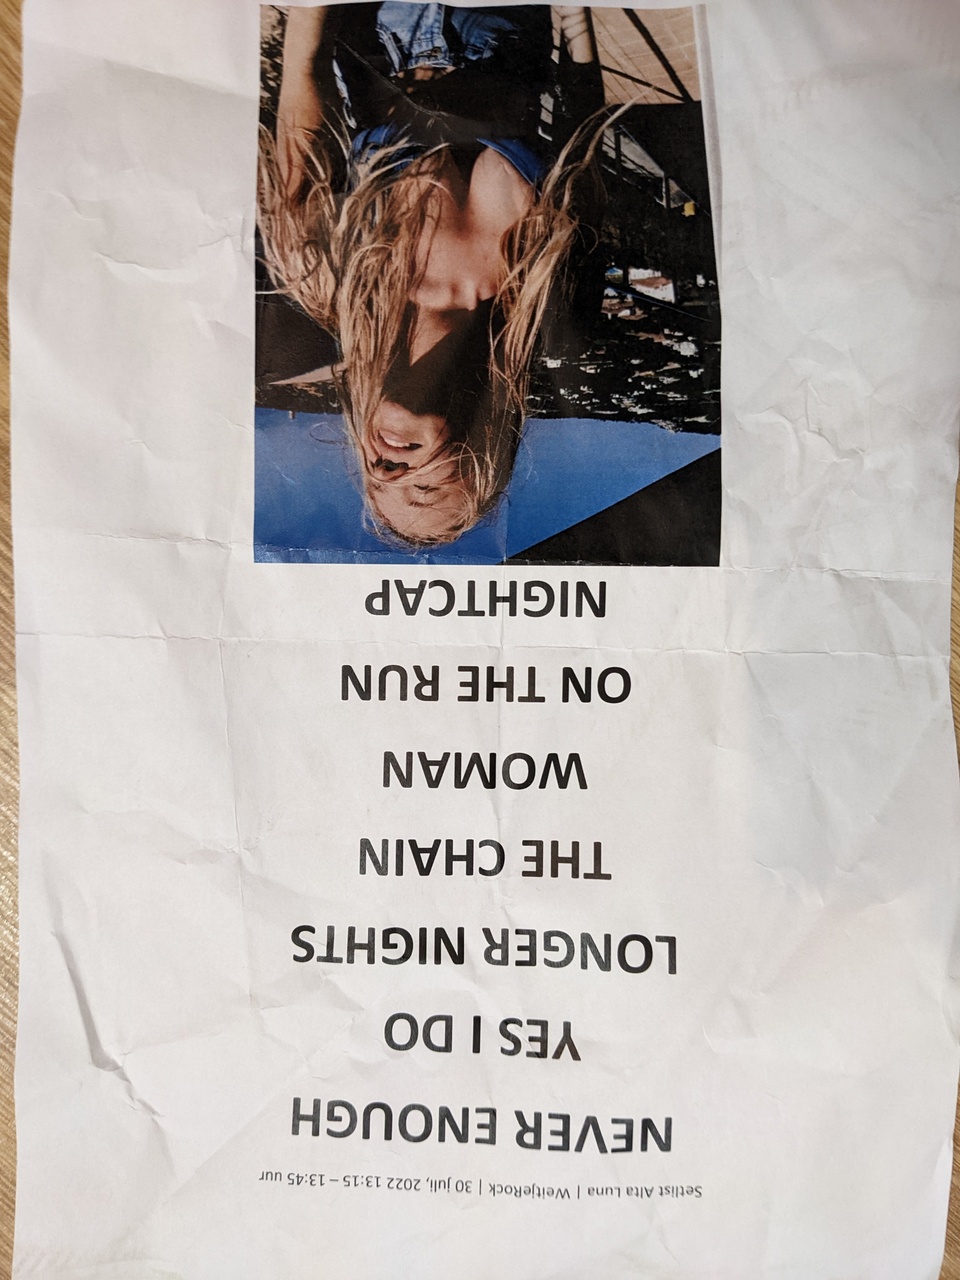 Setlist Alta Luna | WeitjeRock | 30 juli, 2022 13:15 – 13:45 uur
NEVER ENOUGH
YES I DO
LONGER NIGHTS
THE CHAIN
WOMAN
ON THE RUN
NIGHTCAP